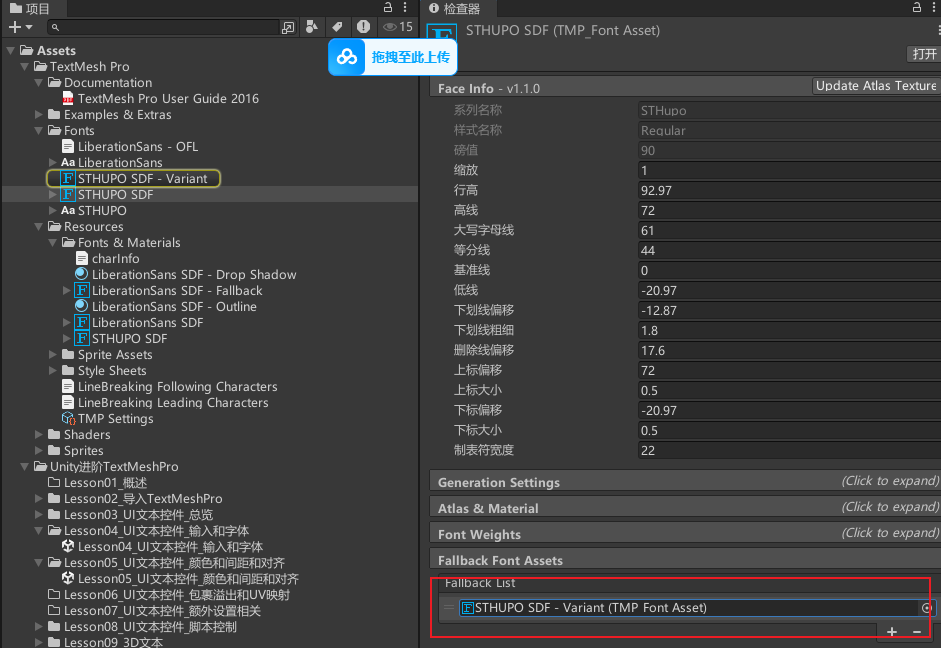 项目
15
Assets
TextMesh Pro
Documentation
TextMesh Pro User Guide 2016
Examples & Extras
Fonts
LiberationSans - OFL
Aa LiberationSans
STHUPO SDF - Variant
STHUPO SDF
Aa STHUPO
Resources
Fonts & Materials
charInfo
LiberationSans SDF - Drop Shadow
LiberationSans SDF - Fallback
LiberationSans SDF - Outline
LiberationSans SDF
STHUPO SDF
Sprite Assets
Style Sheets
LineBreaking Following Characters
LineBreaking Leading Characters
TMP Settings
Shaders
Sprites
Unity进阶TextMeshPro
Lesson01_概述
Lesson02_导入TextMeshPro
Lesson03_UI文本控件_总览
Lesson04_UI文本控件_输入和字体
Lesson04_UI文本控件_输入和字体
Lesson05_UI文本控件_颜色和间距和对齐
Lesson05_UI文本控件_颜色和间距和对齐
Lesson06_UI文本控件_包裹溢出和UV映射
Lesson07_UI文本控件_额外设置相关
Lesson08_UI文本控件_脚本控制
Lesson09_3D文本
拖拽至此上传
检查器
STHUPO SDF (TMP_Font Asset)
打开
Face Info - v1.1.0
Update Atlas Texture
系列名称 STHupo
样式名称 Regular
磅值 90
缩放 1
行高 92.97
高线 72
大写字母线 61
等分线 44
基准线 0
低线 -20.97
下划线偏移 -12.87
下划线粗细 1.8
删除线偏移 17.6
上标偏移 72
上标大小 0.5
下标偏移 -20.97
下标大小 0.5
制表符宽度 22
Generation Settings (Click to expand)
Atlas & Material (Click to expand)
Font Weights (Click to expand)
Fallback Font Assets
Fallback List
STHUPO SDF - Variant (TMP_Font Asset)